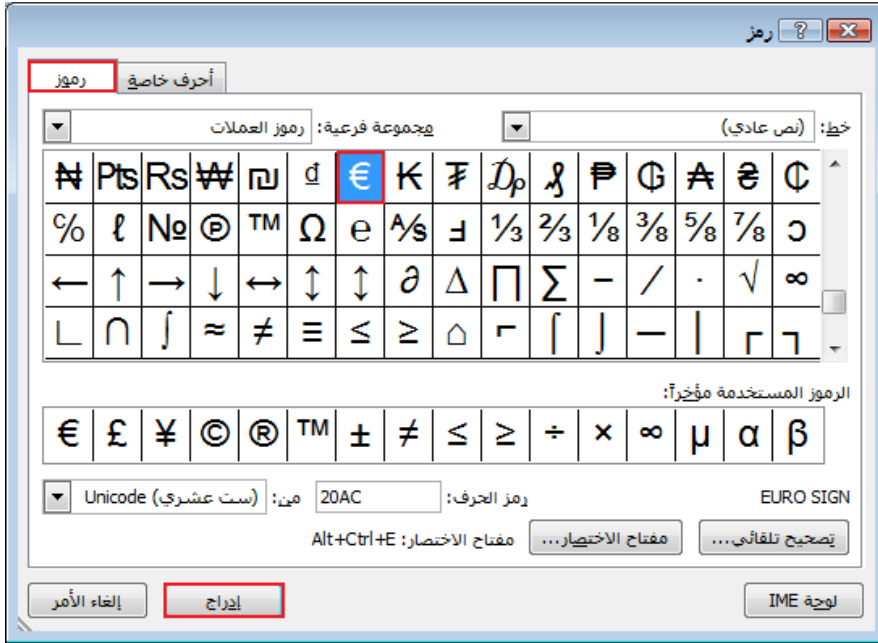 رمز
رموز
أحرف خاصة
خط: (نص عادي)
مجموعة فرعية: رموز العملات
₦ ₧ ₨ ₩ ₪ ₫ € ₭ ₮ ₯ ₰ ₱ ₲ ₳ ₴ ₵
℅ ℓ № ℗ ™ Ω ℮ ⅍ ⅎ ⅓ ⅔ ⅛ ⅜ ⅝ ⅞ ↄ
← ↑ → ↓ ↔ ↕ ↨ ∂ ∆ ∏ ∑ − ∕ ∙ √ ∞
∟ ∩ ∫ ≈ ≠ ≡ ≤ ≥ ⌂ ⌐ ⌠ ⌡ ─ │ ┌ ┐
الرموز المستخدمة مؤخراً:
€ £ ¥ © ® ™ ± ≠ ≤ ≥ ÷ × ∞ µ α β
EURO SIGN
رمز الحرف: 20AC
من: Unicode (ست عشري)
تصحيح تلقائي...
مفتاح الاختصار...
مفتاح الاختصار: Alt+Ctrl+E
لوحة IME
إدراج
إلغاء الأمر